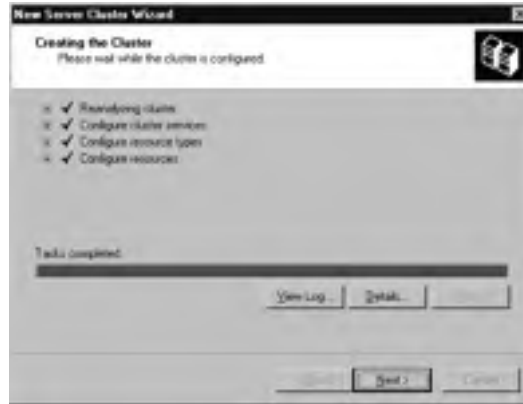 New Server Cluster Wizard
Creating the Cluster
Please wait while the cluster is configured.
Reanalyzing cluster
Configure cluster services
Configure resource types
Configure resources
Tasks completed.
View Log... Details...
Next > Cancel